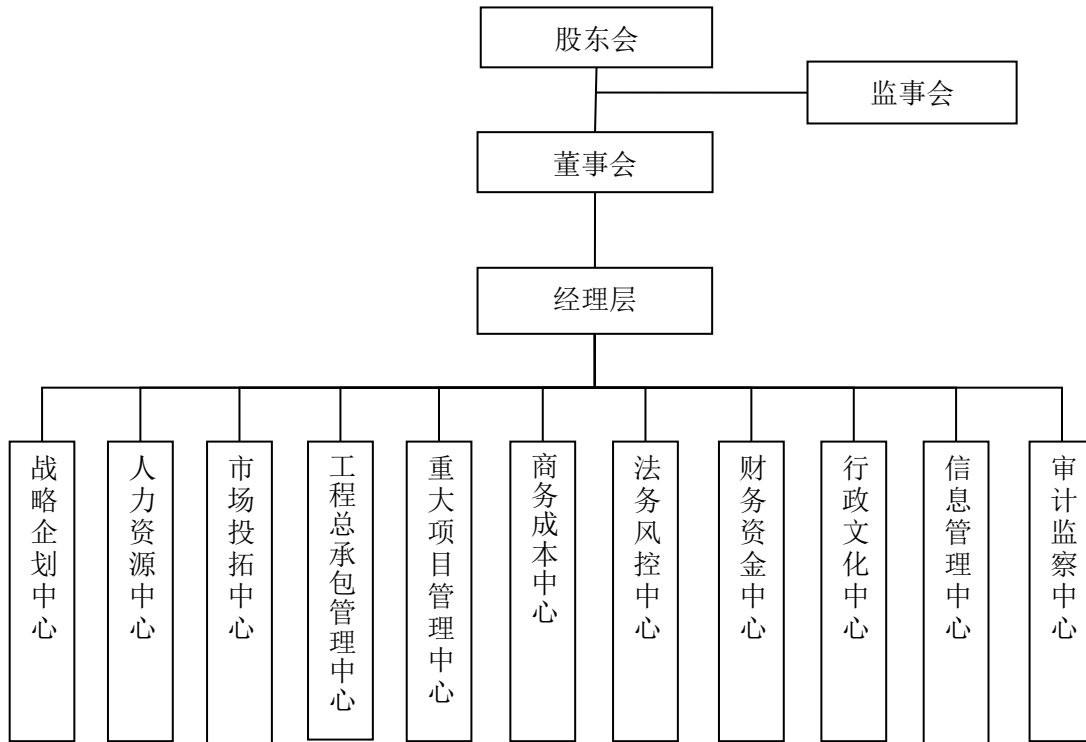 股东会
监事会
董事会
经理层
战略企划中心
人力资源中心
市场投拓中心
工程总承包管理中心
重大项目管理中心
商务成本中心
法务风控中心
财务资金中心
行政文化中心
信息管理中心
审计监察中心